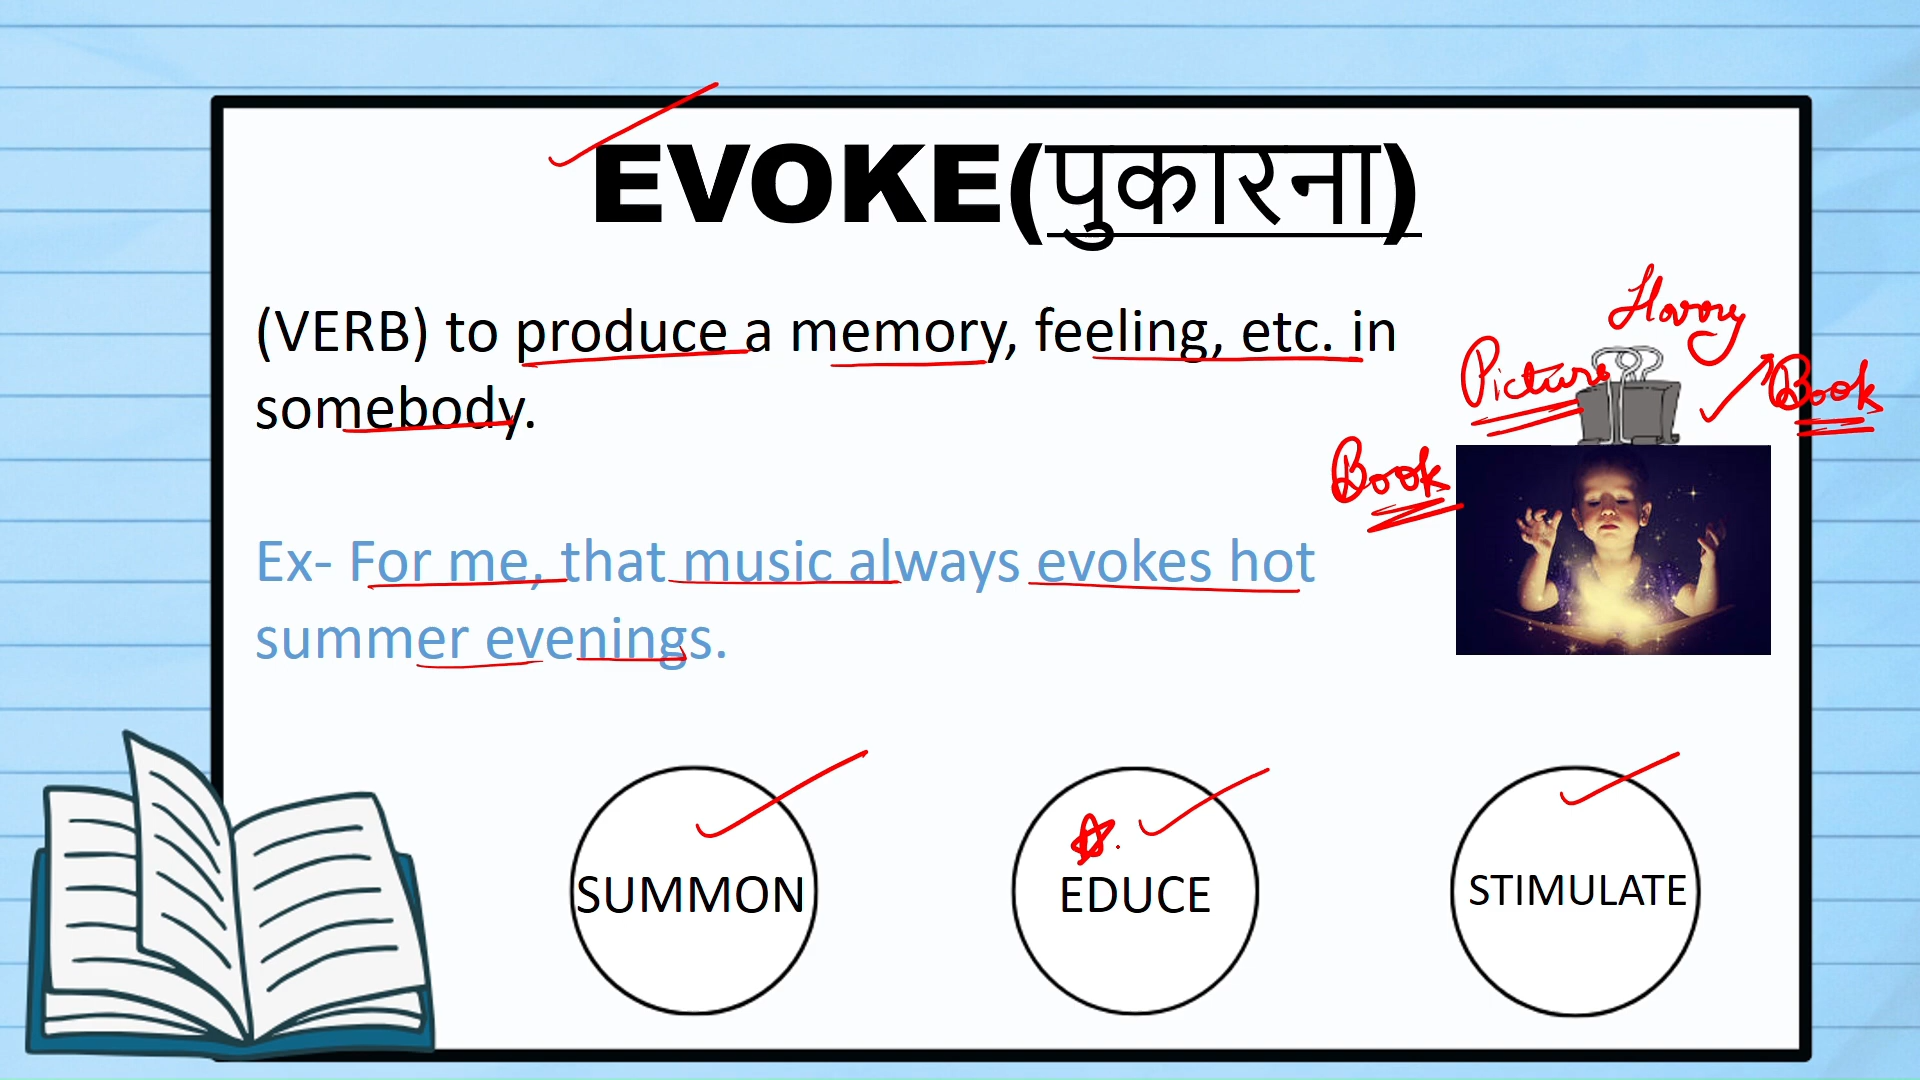 EVOKE(पुकारना)
(VERB) to produce a memory, feeling, etc. in
somebody.
Harry
Picture
Book
Book
Ex- For me, that music always evokes hot
summer evenings.
SUMMON
EDUCE
STIMULATE